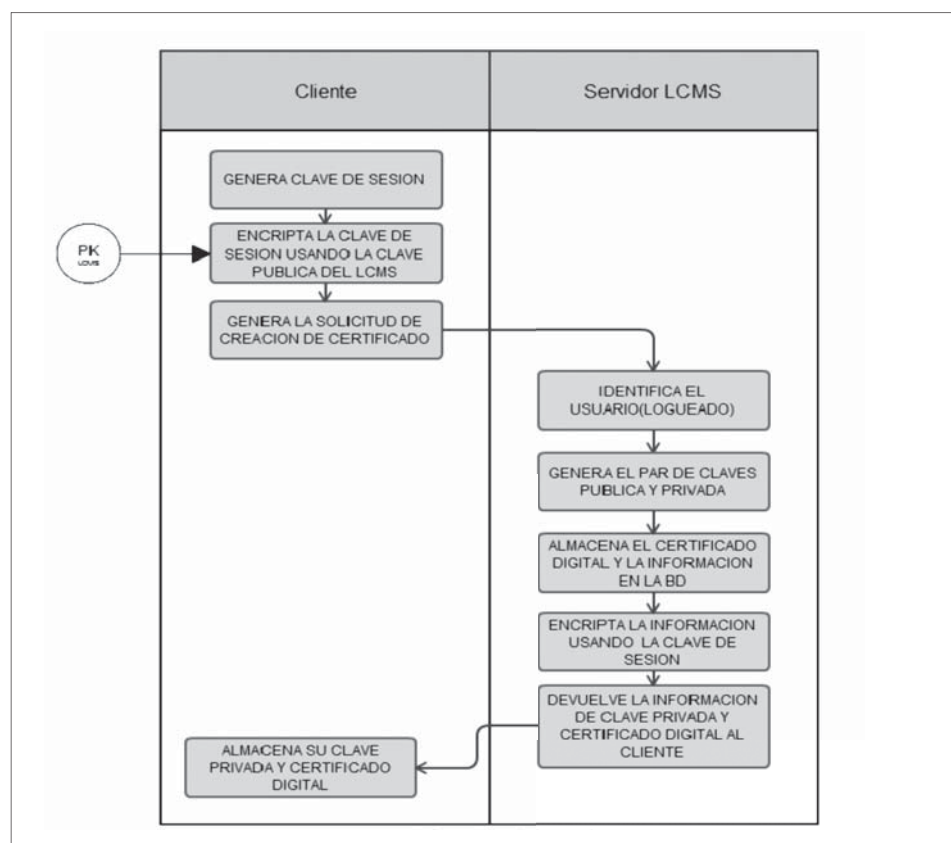 Cliente
Servidor LCMS
GENERA CLAVE DE SESION
PK
LCMS
ENCRIPTA LA CLAVE DE
SESION USANDO LA CLAVE
PUBLICA DEL LCMS
GENERA LA SOLICITUD DE
CREACION DE CERTIFICADO
IDENTIFICA EL
USUARIO(LOGUEADO)
GENERA EL PAR DE CLAVES
PUBLICA Y PRIVADA
ALMACENA EL CERTIFICADO
DIGITAL Y LA INFORMACION
EN LA BD
ENCRIPTA LA INFORMACION
USANDO LA CLAVE DE
SESION
DEVUELVE LA INFORMACION
DE CLAVE PRIVADA Y
CERTIFICADO DIGITAL AL
CLIENTE
ALMACENA SU CLAVE
PRIVADA Y CERTIFICADO
DIGITAL